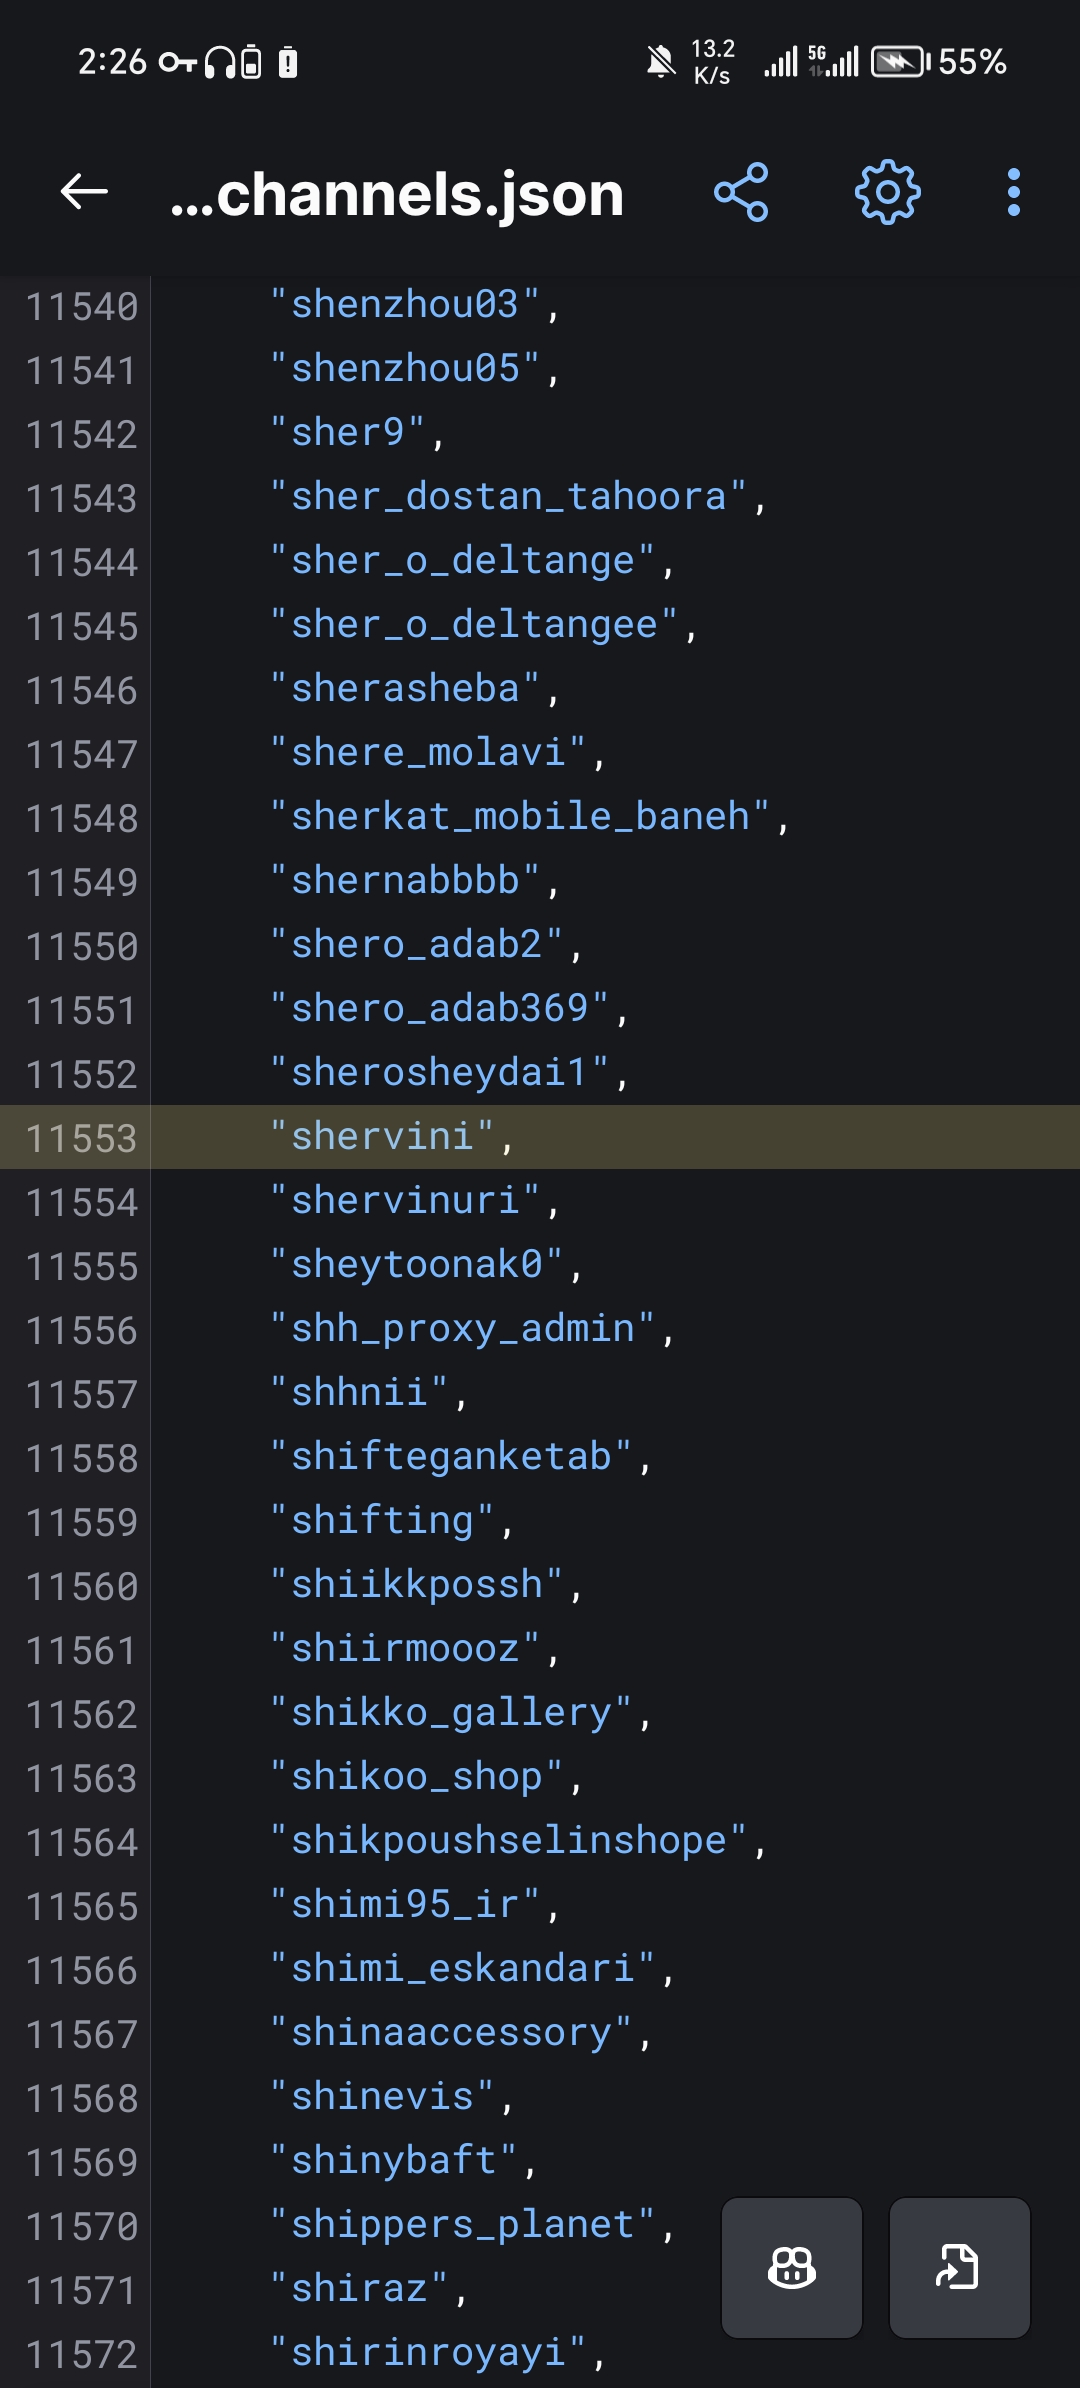 2:26 13.2 K/s 5G 55%
...channels.json
11540 "shenzhou03",
11541 "shenzhou05",
11542 "sher9",
11543 "sher_dostan_tahoora",
11544 "sher_o_deltange",
11545 "sher_o_deltangee",
11546 "sherasheba",
11547 "shere_molavi",
11548 "sherkat_mobile_baneh",
11549 "shernabbbb",
11550 "shero_adab2",
11551 "shero_adab369",
11552 "sherosheydai1",
11553 "shervini",
11554 "shervinuri",
11555 "sheytoonak0",
11556 "shh_proxy_admin",
11557 "shhnii",
11558 "shifteganketab",
11559 "shifting",
11560 "shiikkpossh",
11561 "shiirmoooz",
11562 "shikko_gallery",
11563 "shikoo_shop",
11564 "shikpoushselinshope",
11565 "shimi95_ir",
11566 "shimi_eskandari",
11567 "shinaaccessory",
11568 "shinevis",
11569 "shinybaft",
11570 "shippers_planet",
11571 "shiraz",
11572 "shirinroyayi",